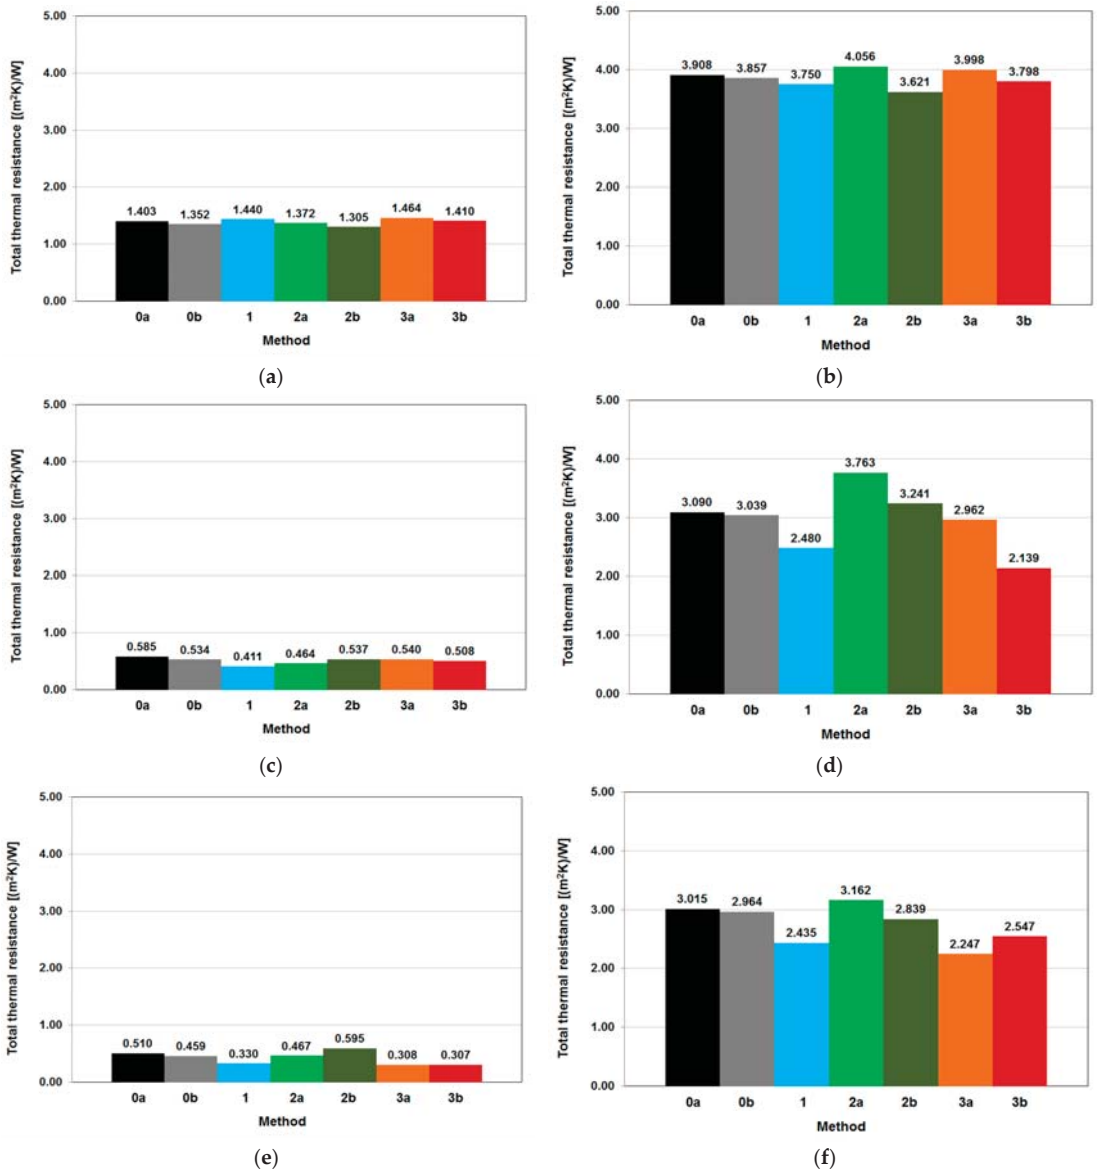 5.00
4.00
3.00
2.00
1.00
0.00
Total thermal resistance [(m²K)/W]
1.403 1.352 1.440 1.372 1.305 1.464 1.410
0a 0b 1 2a 2b 3a 3b
Method
(a)
5.00
4.00
3.00
2.00
1.00
0.00
Total thermal resistance [(m²K)/W]
3.908 3.857 3.750 4.056 3.621 3.998 3.798
0a 0b 1 2a 2b 3a 3b
Method
(b)
5.00
4.00
3.00
2.00
1.00
0.00
Total thermal resistance [(m²K)/W]
0.585 0.534 0.411 0.464 0.537 0.540 0.508
0a 0b 1 2a 2b 3a 3b
Method
(c)
5.00
4.00
3.00
2.00
1.00
0.00
Total thermal resistance [(m²K)/W]
3.090 3.039 2.480 3.763 3.241 2.962 2.139
0a 0b 1 2a 2b 3a 3b
Method
(d)
5.00
4.00
3.00
2.00
1.00
0.00
Total thermal resistance [(m²K)/W]
0.510 0.459 0.330 0.467 0.595 0.308 0.307
0a 0b 1 2a 2b 3a 3b
Method
(e)
5.00
4.00
3.00
2.00
1.00
0.00
Total thermal resistance [(m²K)/W]
3.015 2.964 2.435 3.162 2.839 2.247 2.547
0a 0b 1 2a 2b 3a 3b
Method
(f)